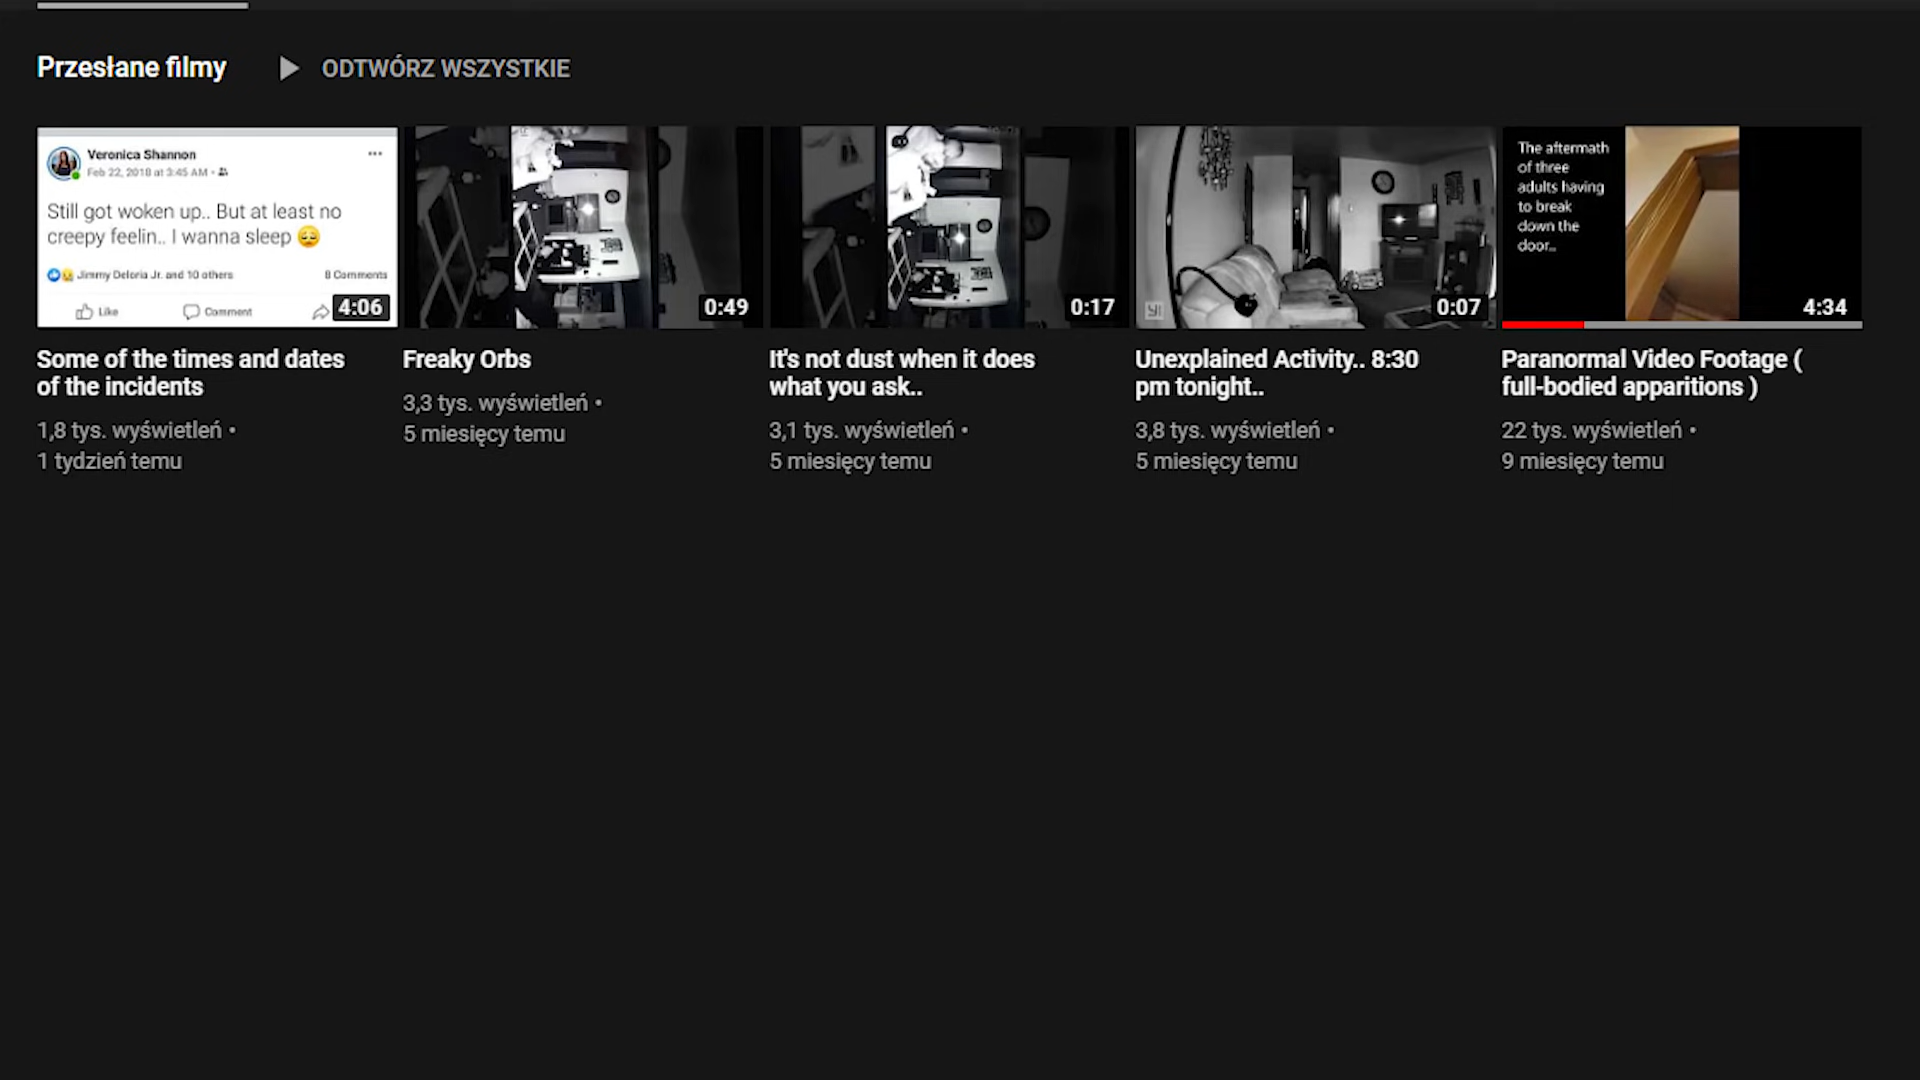 Przesłane filmy
ODTWÓRZ WSZYSTKIE
Veronica Shannon
Feb 22, 2018 at 3:45 AM •
Still got woken up.. But at least no
creepy feelin.. I wanna sleep 😔
Jimmy Deloria Jr. and 10 others
8 Comments
Like
Comment
4:06
0:49
0:17
0:07
The aftermath
of three
adults having
to break
down the
door...
4:34
Some of the times and dates
of the incidents
1,8 tys. wyświetleń •
1 tydzień temu
Freaky Orbs
3,3 tys. wyświetleń •
5 miesięcy temu
It's not dust when it does
what you ask..
3,1 tys. wyświetleń •
5 miesięcy temu
Unexplained Activity.. 8:30
pm tonight..
3,8 tys. wyświetleń •
5 miesięcy temu
Paranormal Video Footage (
full-bodied apparitions )
22 tys. wyświetleń •
9 miesięcy temu